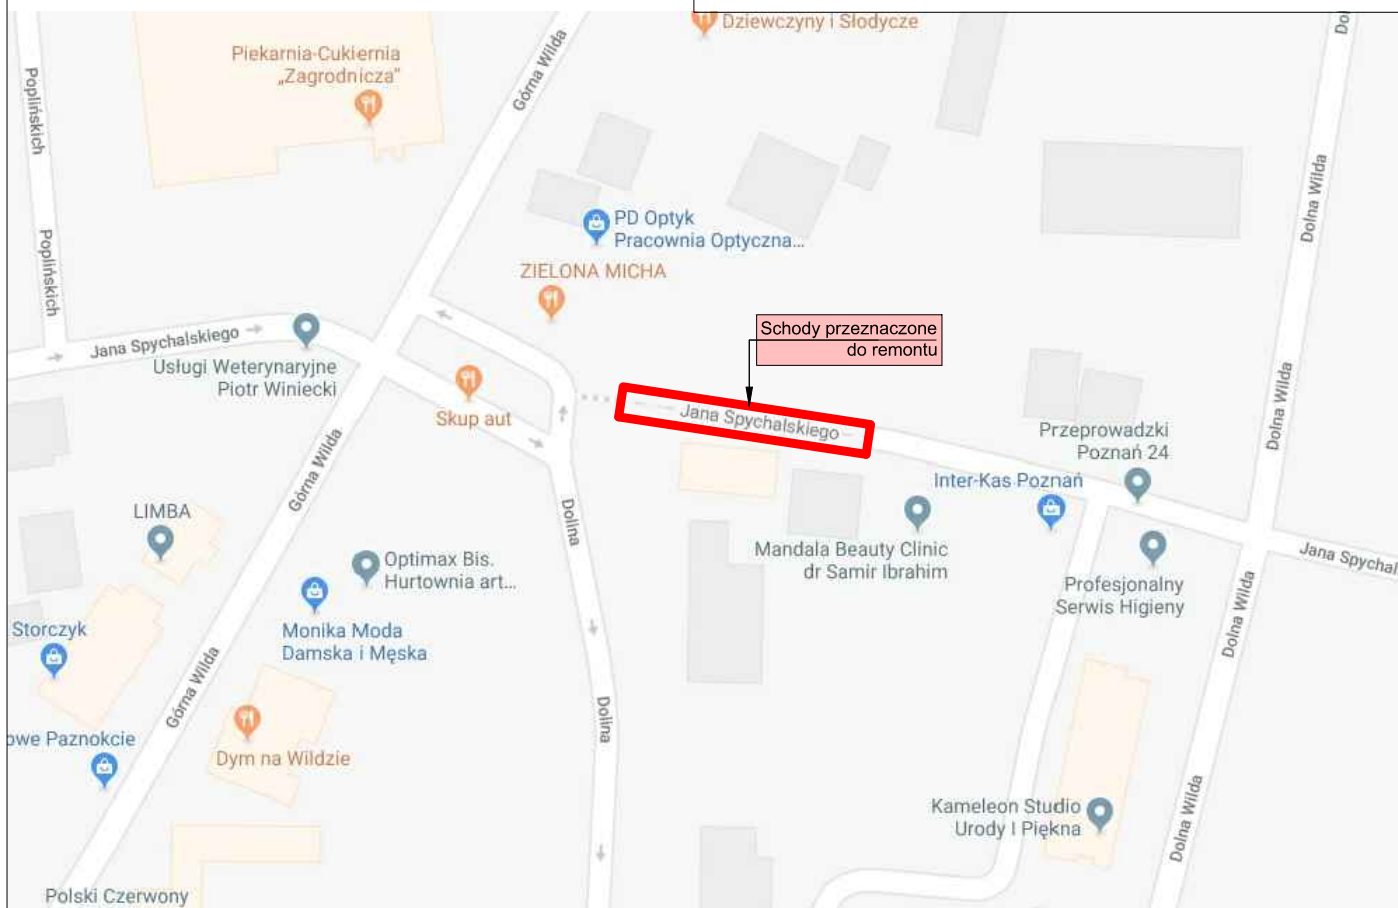 Dziewczyny i Słodycze
Piekarnia-Cukiernia
„Zagrodnicza”
Górna Wilda
Poplińskich
Dolna Wilda
PD Optyk
Pracownia Optyczna...
Poplińskich
ZIELONA MICHA
Schody przeznaczone
do remontu
Jana Spychalskiego
Usługi Weterynaryjne
Piotr Winiecki
Skup aut
Jana Spychalskiego
Dolna Wilda
Przeprowadzki
Poznań 24
Inter-Kas Poznań
Górna Wilda
LIMBA
Dolina
Mandala Beauty Clinic
dr Samir Ibrahim
Jana Spychal
Optimax Bis.
Hurtownia art...
Profesjonalny
Serwis Higieny
Storczyk
Monika Moda
Damska i Męska
Dolna Wilda
Górna Wilda
Dolina
owe Paznokcie
Dym na Wildzie
Kameleon Studio
Urody I Piękna
Dolna Wilda
Polski Czerwony